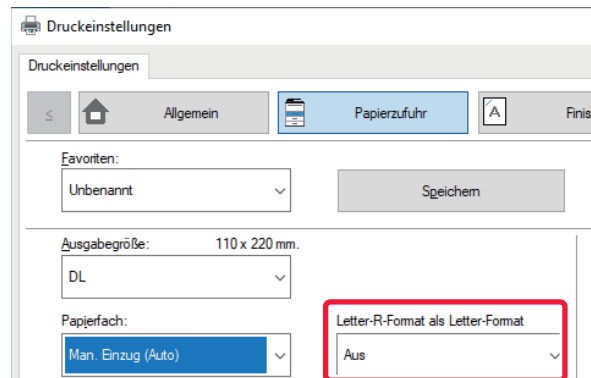 Druckeinstellungen
Druckeinstellungen
< Allgemein Papierzufuhr A Finis
Favoriten:
Unbenannt Speichern
Ausgabegröße: 110 x 220 mm.
DL
Papierfach: Letter-R-Format als Letter-Format
Man. Einzug (Auto) Aus